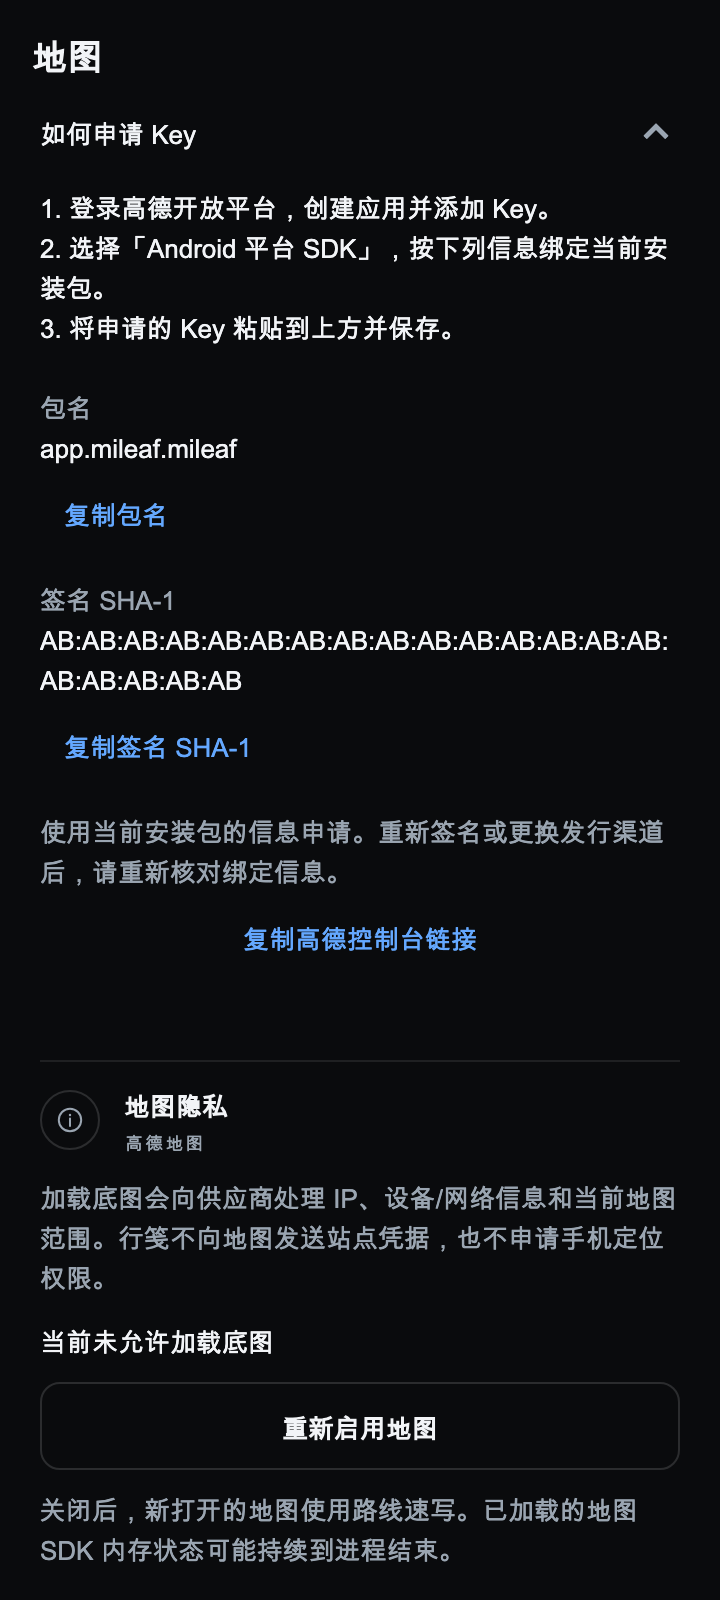 地图
如何申请 Key
1. 登录高德开放平台，创建应用并添加 Key。
2. 选择「Android 平台 SDK」，按下列信息绑定当前安
装包。
3. 将申请的 Key 粘贴到上方并保存。
包名
app.mileaf.mileaf
复制包名
签名 SHA-1
AB:AB:AB:AB:AB:AB:AB:AB:AB:AB:AB:AB:AB:AB:AB:
AB:AB:AB:AB:AB
复制签名 SHA-1
使用当前安装包的信息申请。重新签名或更换发行渠道
后，请重新核对绑定信息。
复制高德控制台链接
地图隐私
高德地图
加载底图会向供应商处理 IP、设备/网络信息和当前地图
范围。行笺不向地图发送站点凭据，也不申请手机定位
权限。
当前未允许加载底图
重新启用地图
关闭后，新打开的地图使用路线速写。已加载的地图
SDK 内存状态可能持续到进程结束。